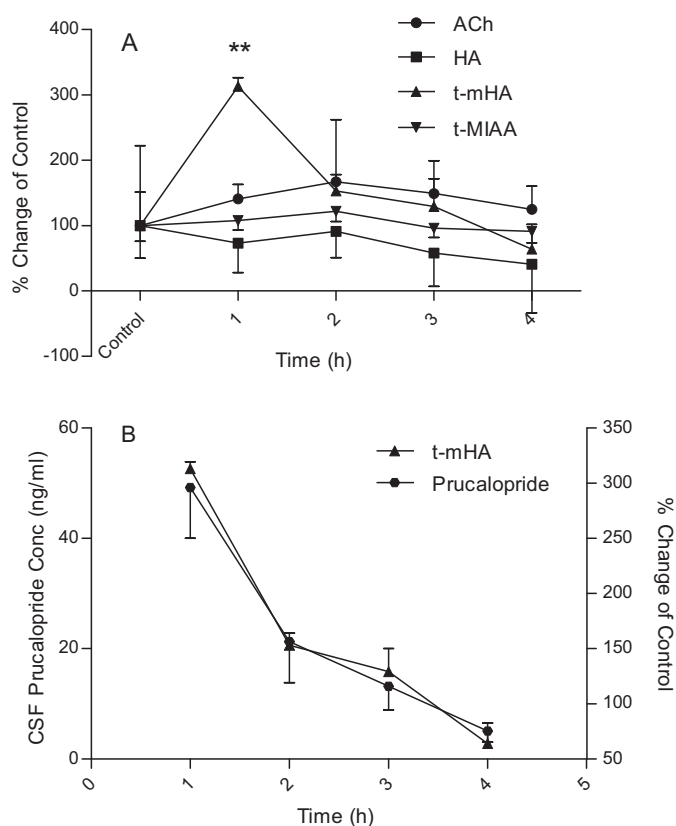 A
**
ACh
HA
t-mHA
t-MIAA
400
300
200
100
0
-100
% Change of Control
Control
1
2
3
4
Time (h)
B
t-mHA
Prucalopride
60
40
20
0
CSF Prucalopride Conc (ng/ml)
350
300
250
200
150
100
50
% Change of Control
0
1
2
3
4
5
Time (h)